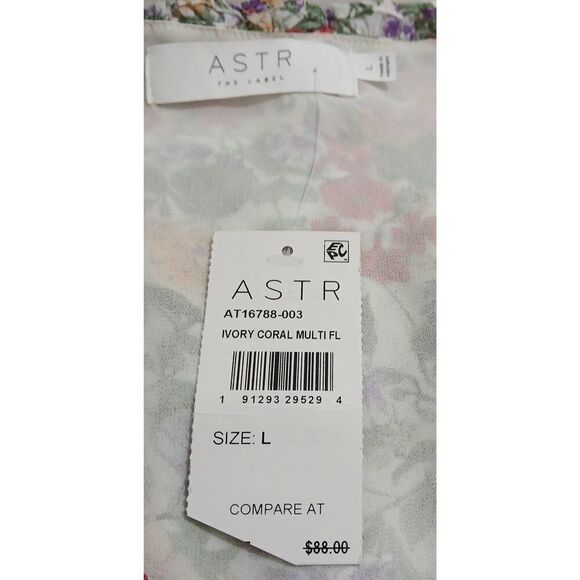 ASTR
THE LABEL
L
ASTR
AT16788-003
IVORY CORAL MULTI FL
1 91293 29529 4
SIZE: L
COMPARE AT
$88.00